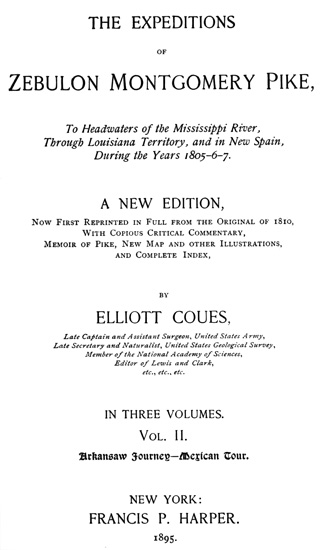 THE EXPEDITIONS
OF
ZEBULON MONTGOMERY PIKE,
To Headwaters of the Mississippi River,
Through Louisiana Territory, and in New Spain,
During the Years 1805-6-7.
A NEW EDITION,
NOW FIRST REPRINTED IN FULL FROM THE ORIGINAL OF 1810,
WITH COPIOUS CRITICAL COMMENTARY,
MEMOIR OF PIKE, NEW MAP AND OTHER ILLUSTRATIONS,
AND COMPLETE INDEX,
BY
ELLIOTT COUES,
Late Captain and Assistant Surgeon, United States Army,
Late Secretary and Naturalist, United States Geological Survey,
Member of the National Academy of Sciences,
Editor of Lewis and Clark,
etc., etc., etc.
IN THREE VOLUMES.
VOL. II.
Arkansaw Journey—Mexican Tour.
NEW YORK:
FRANCIS P. HARPER.
1895.